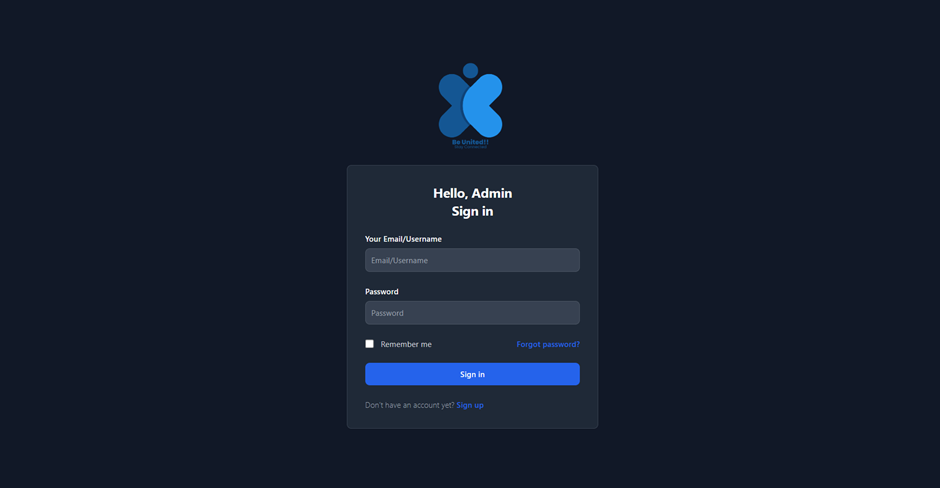 Be United!!
Hello, Admin
Sign in
Your Email/Username
Email/Username
Password
Password
Remember me
Forgot password?
Sign in
Don't have an account yet? Sign up